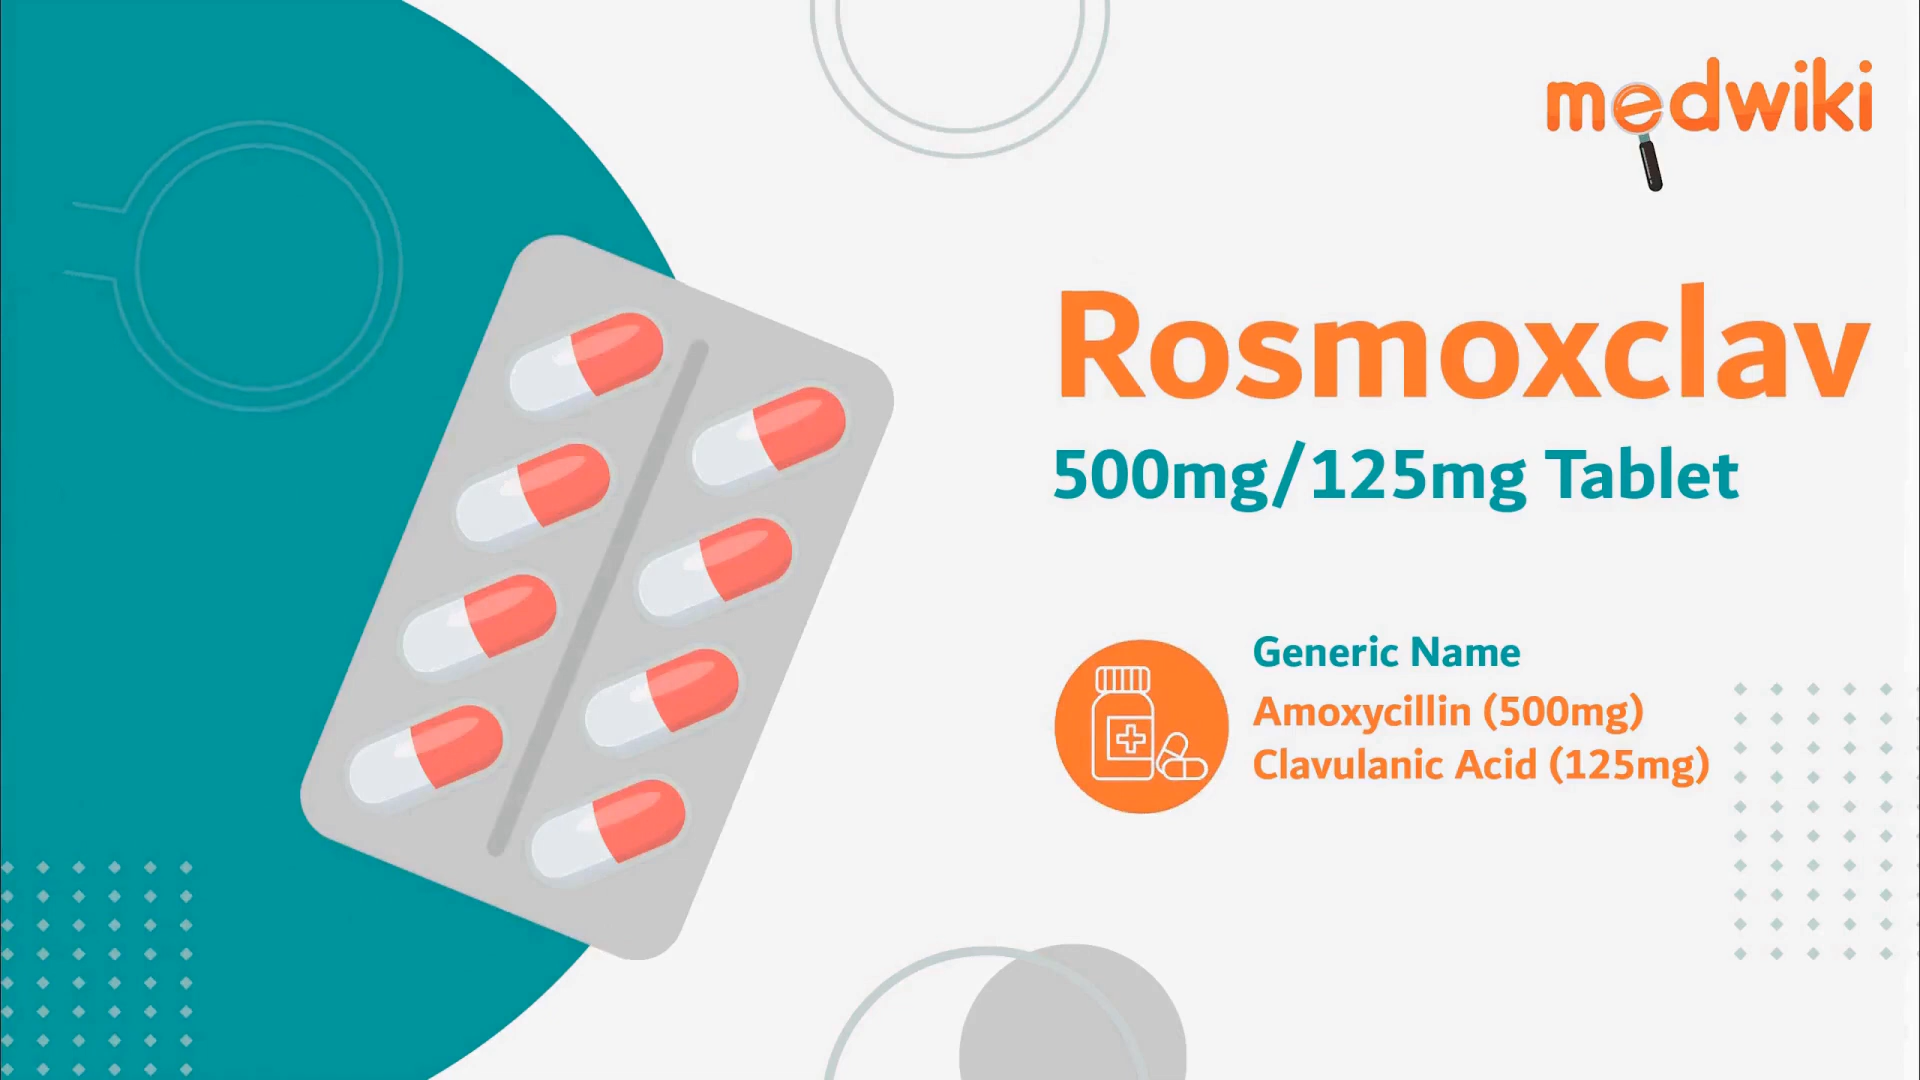 medwiki
Rosmoxclav
500mg/125mg Tablet
Generic Name
Amoxycillin (500mg)
Clavulanic Acid (125mg)